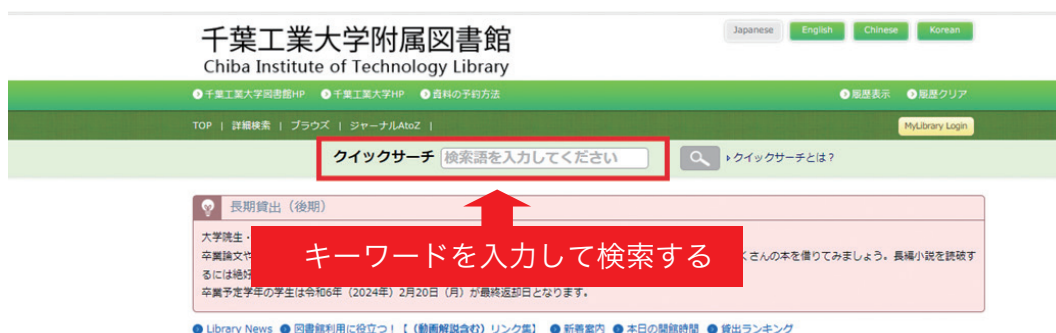 千葉工業大学附属図書館
Chiba Institute of Technology Library
Japanese English Chinese Korean
千葉工業大学図書館HP 千葉工業大学HP 資料の予約方法 履歴表示 履歴クリア
TOP | 詳細検索 | ブラウズ | ジャーナルAtoZ | MyLibrary Login
クイックサーチ 検索語を入力してください クイックサーチとは?
長期貸出（後期）
大学院生・
卒業論文や くさんの本を借りてみましょう。長編小説を読破す
るには絶好
キーワードを入力して検索する
卒業予定学年の学生は令和6年（2024年）2月20日（月）が最終返却日となります。
Library News 図書館利用に役立つ！【（動画解説含む）リンク集】 新着案内 本日の開館時間 貸出ランキング